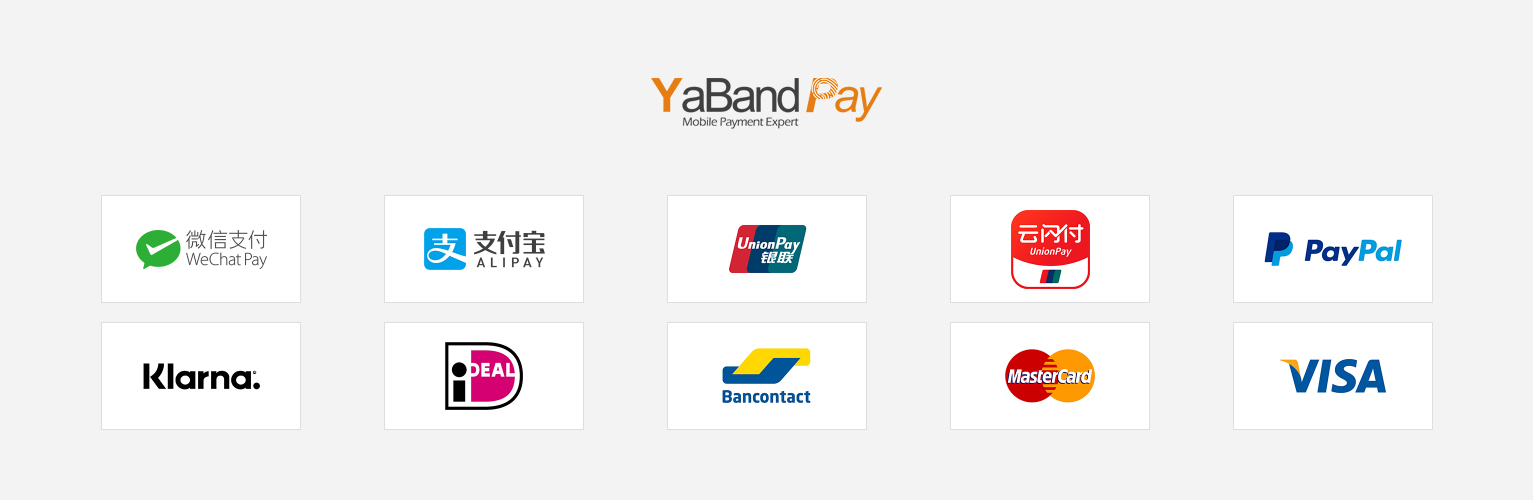 YaBand Pay
Mobile Payment Expert
微信支付
WeChat Pay
支付宝
ALIPAY
UnionPay
银联
云闪付
UnionPay
PayPal
Klarna.
iDEAL
Bancontact
MasterCard
VISA